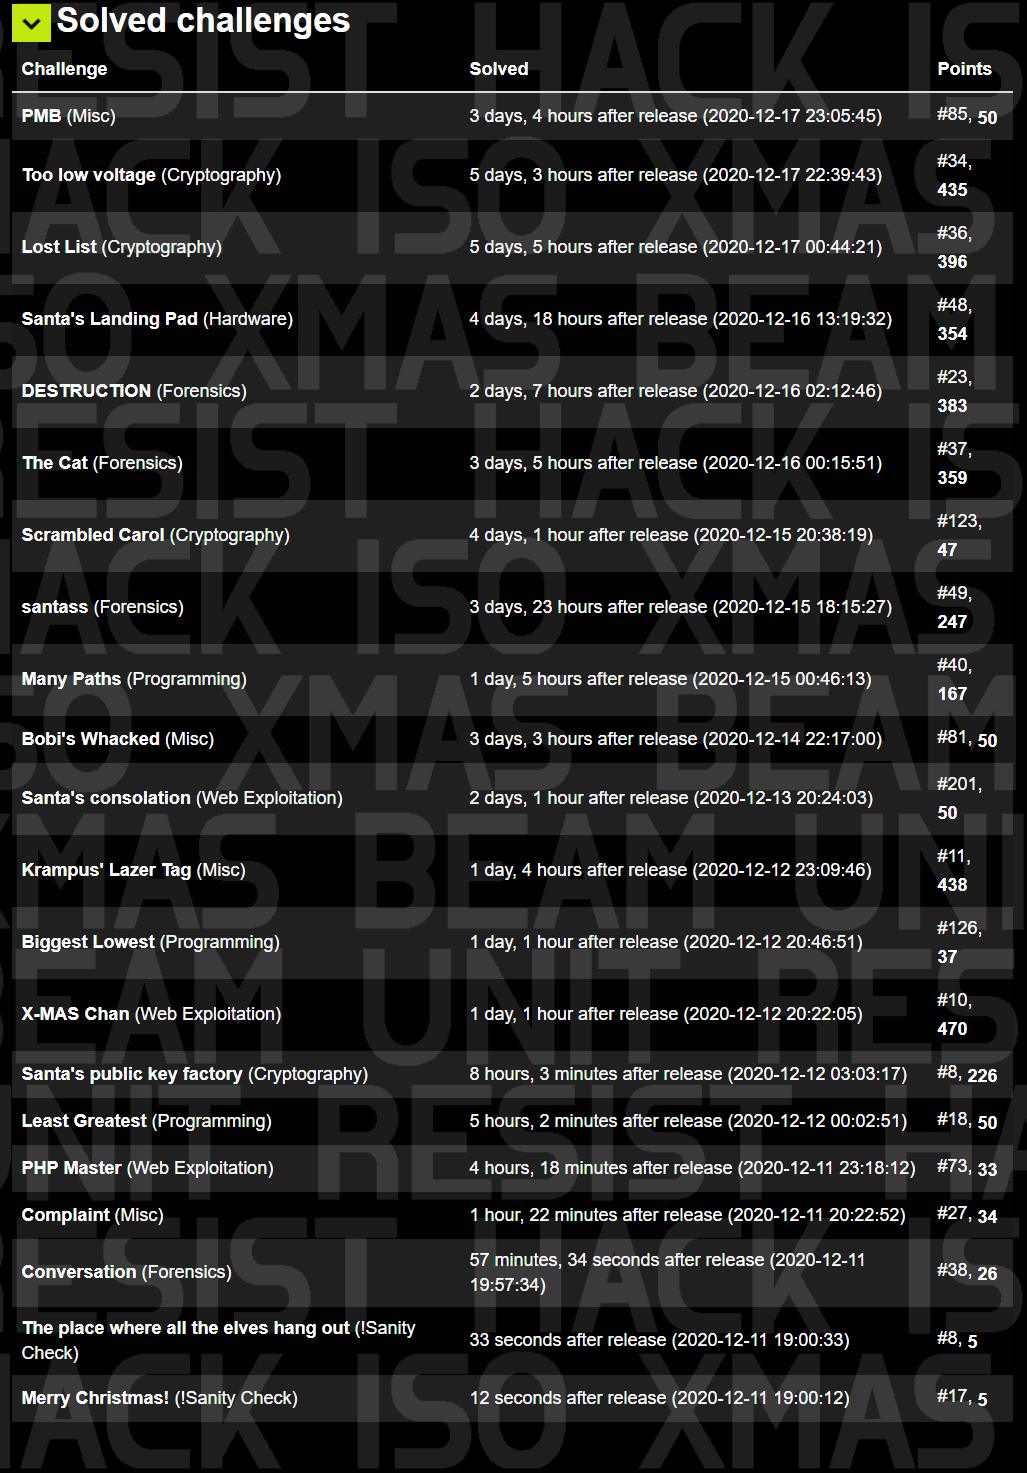 Solved challenges
Challenge Solved Points
PMB (Misc) 3 days, 4 hours after release (2020-12-17 23:05:45) #85, 50
Too low voltage (Cryptography) 5 days, 3 hours after release (2020-12-17 22:39:43) #34,
435
Lost List (Cryptography) 5 days, 5 hours after release (2020-12-17 00:44:21) #36,
396
Santa's Landing Pad (Hardware) 4 days, 18 hours after release (2020-12-16 13:19:32) #48,
354
DESTRUCTION (Forensics) 2 days, 7 hours after release (2020-12-16 02:12:46) #23,
383
The Cat (Forensics) 3 days, 5 hours after release (2020-12-16 00:15:51) #37,
359
Scrambled Carol (Cryptography) 4 days, 1 hour after release (2020-12-15 20:38:19) #123,
47
santass (Forensics) 3 days, 23 hours after release (2020-12-15 18:15:27) #49,
247
Many Paths (Programming) 1 day, 5 hours after release (2020-12-15 00:46:13) #40,
167
Bobi's Whacked (Misc) 3 days, 3 hours after release (2020-12-14 22:17:00) #81, 50
Santa's consolation (Web Exploitation) 2 days, 1 hour after release (2020-12-13 20:24:03) #201,
50
Krampus' Lazer Tag (Misc) 1 day, 4 hours after release (2020-12-12 23:09:46) #11,
438
Biggest Lowest (Programming) 1 day, 1 hour after release (2020-12-12 20:46:51) #126,
37
X-MAS Chan (Web Exploitation) 1 day, 1 hour after release (2020-12-12 20:22:05) #10,
470
Santa's public key factory (Cryptography) 8 hours, 3 minutes after release (2020-12-12 03:03:17) #8, 226
Least Greatest (Programming) 5 hours, 2 minutes after release (2020-12-12 00:02:51) #18, 50
PHP Master (Web Exploitation) 4 hours, 18 minutes after release (2020-12-11 23:18:12) #73, 33
Complaint (Misc) 1 hour, 22 minutes after release (2020-12-11 20:22:52) #27, 34
Conversation (Forensics) 57 minutes, 34 seconds after release (2020-12-11
19:57:34) #38, 26
The place where all the elves hang out (!Sanity
Check) 33 seconds after release (2020-12-11 19:00:33) #8, 5
Merry Christmas! (!Sanity Check) 12 seconds after release (2020-12-11 19:00:12) #17, 5